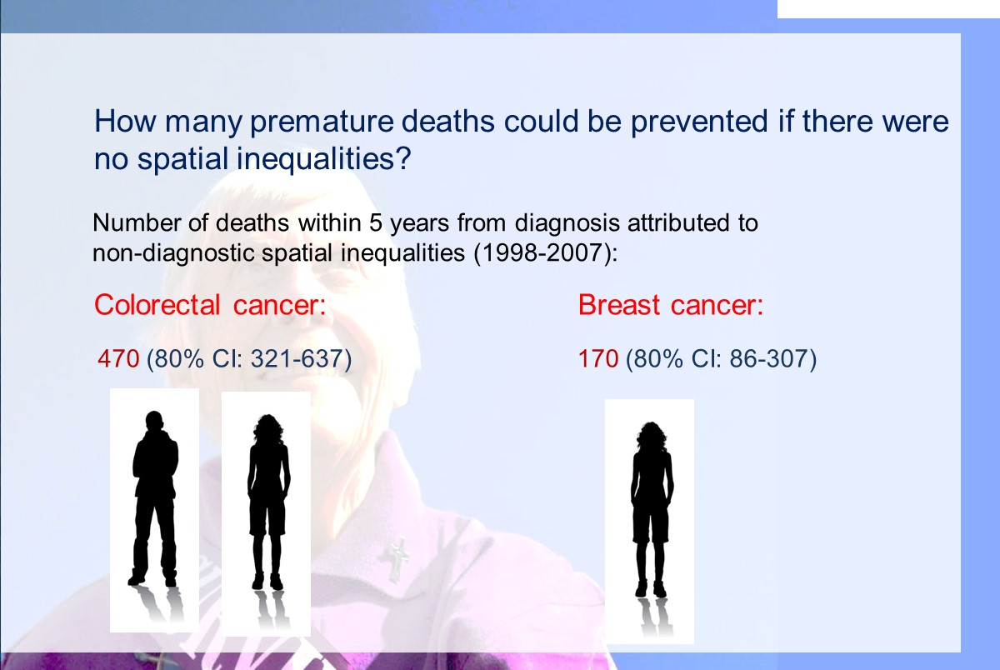 How many premature deaths could be prevented if there were
no spatial inequalities?
Number of deaths within 5 years from diagnosis attributed to
non-diagnostic spatial inequalities (1998-2007):
Colorectal cancer:
Breast cancer:
470 (80% CI: 321-637)
170 (80% CI: 86-307)